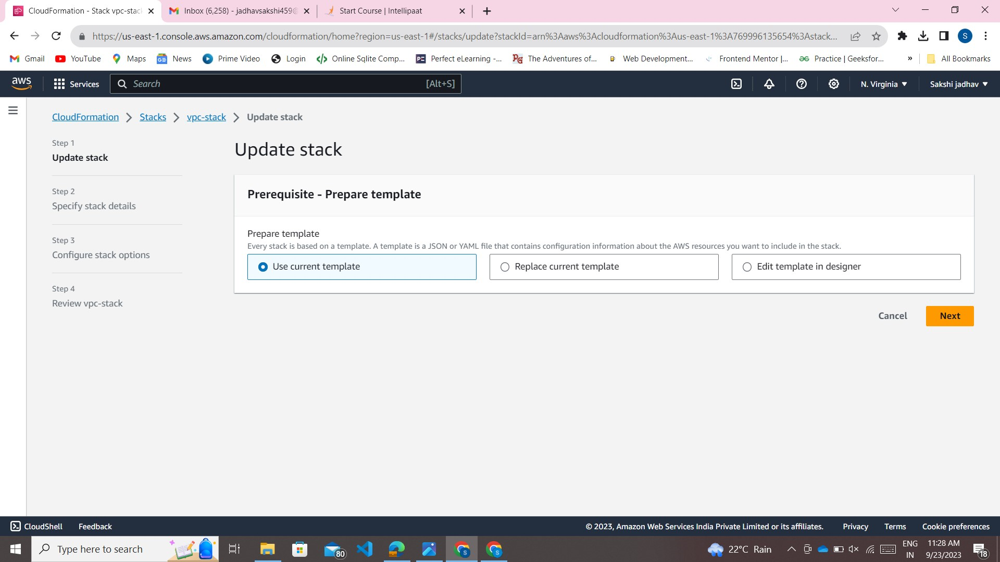 CloudFormation - Stack vpc-stac
Inbox (6,258) - jadhavsakshi459@
Start Course | Intellipaat
https://us-east-1.console.aws.amazon.com/cloudformation/home?region=us-east-1#/stacks/update?stackId=arn%3Aaws%3Acloudformation%3Aus-east-1%3A769996135654%3Astack...
S
Gmail
YouTube
Maps
News
Prime Video
Login
Online Sqlite Comp...
Perfect eLearning -...
The Adventures of...
Web Development...
Frontend Mentor |...
Practice | Geeksfor...
»
All Bookmarks
aws
Services
Search
[Alt+S]
N. Virginia
Sakshi jadhav
CloudFormation
Stacks
vpc-stack
Update stack
Step 1
Update stack
Step 2
Specify stack details
Step 3
Configure stack options
Step 4
Review vpc-stack
Update stack
Prerequisite - Prepare template
Prepare template
Every stack is based on a template. A template is a JSON or YAML file that contains configuration information about the AWS resources you want to include in the stack.
Use current template
Replace current template
Edit template in designer
Cancel
Next
CloudShell
Feedback
© 2023, Amazon Web Services India Private Limited or its affiliates.
Privacy
Terms
Cookie preferences
Type here to search
80
22°C Rain
ENG
IN
11:28 AM
9/23/2023
18